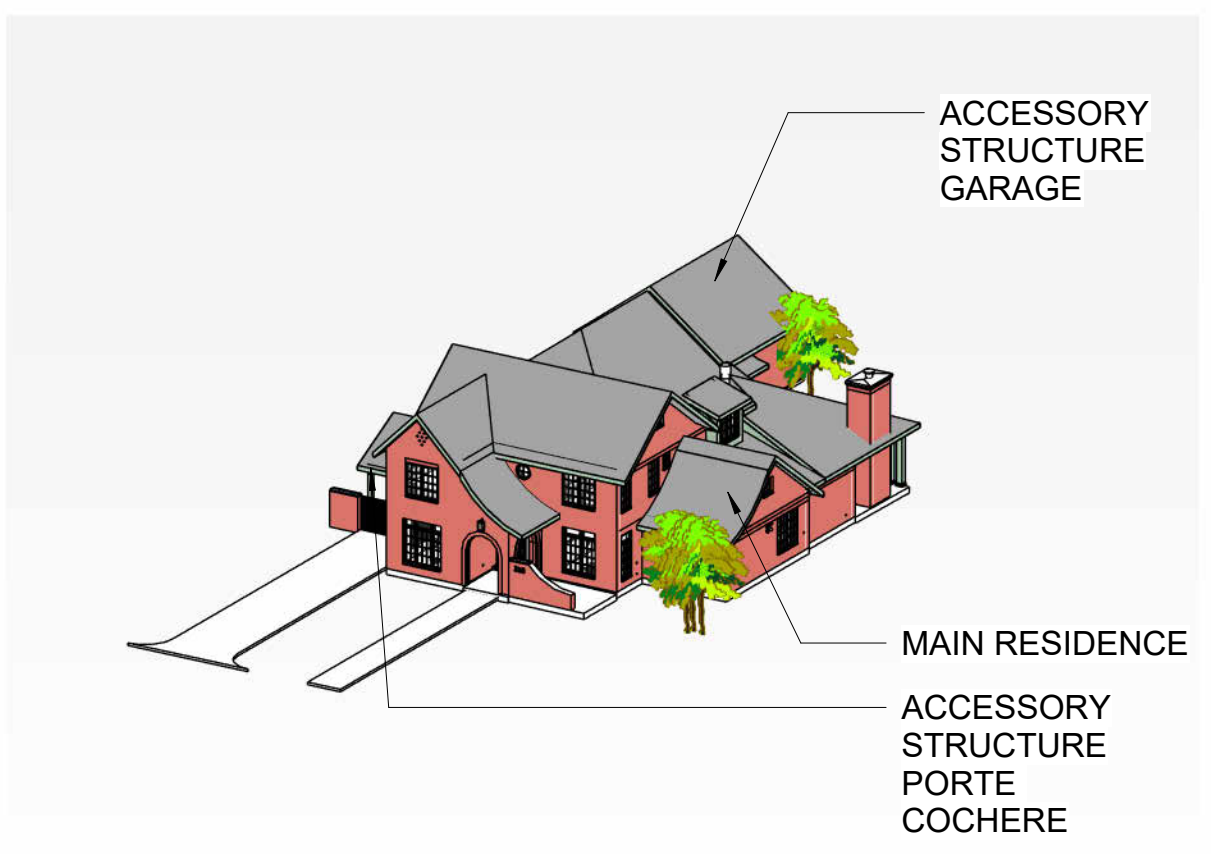 ACCESSORY
STRUCTURE
GARAGE
MAIN RESIDENCE
ACCESSORY
STRUCTURE
PORTE
COCHERE